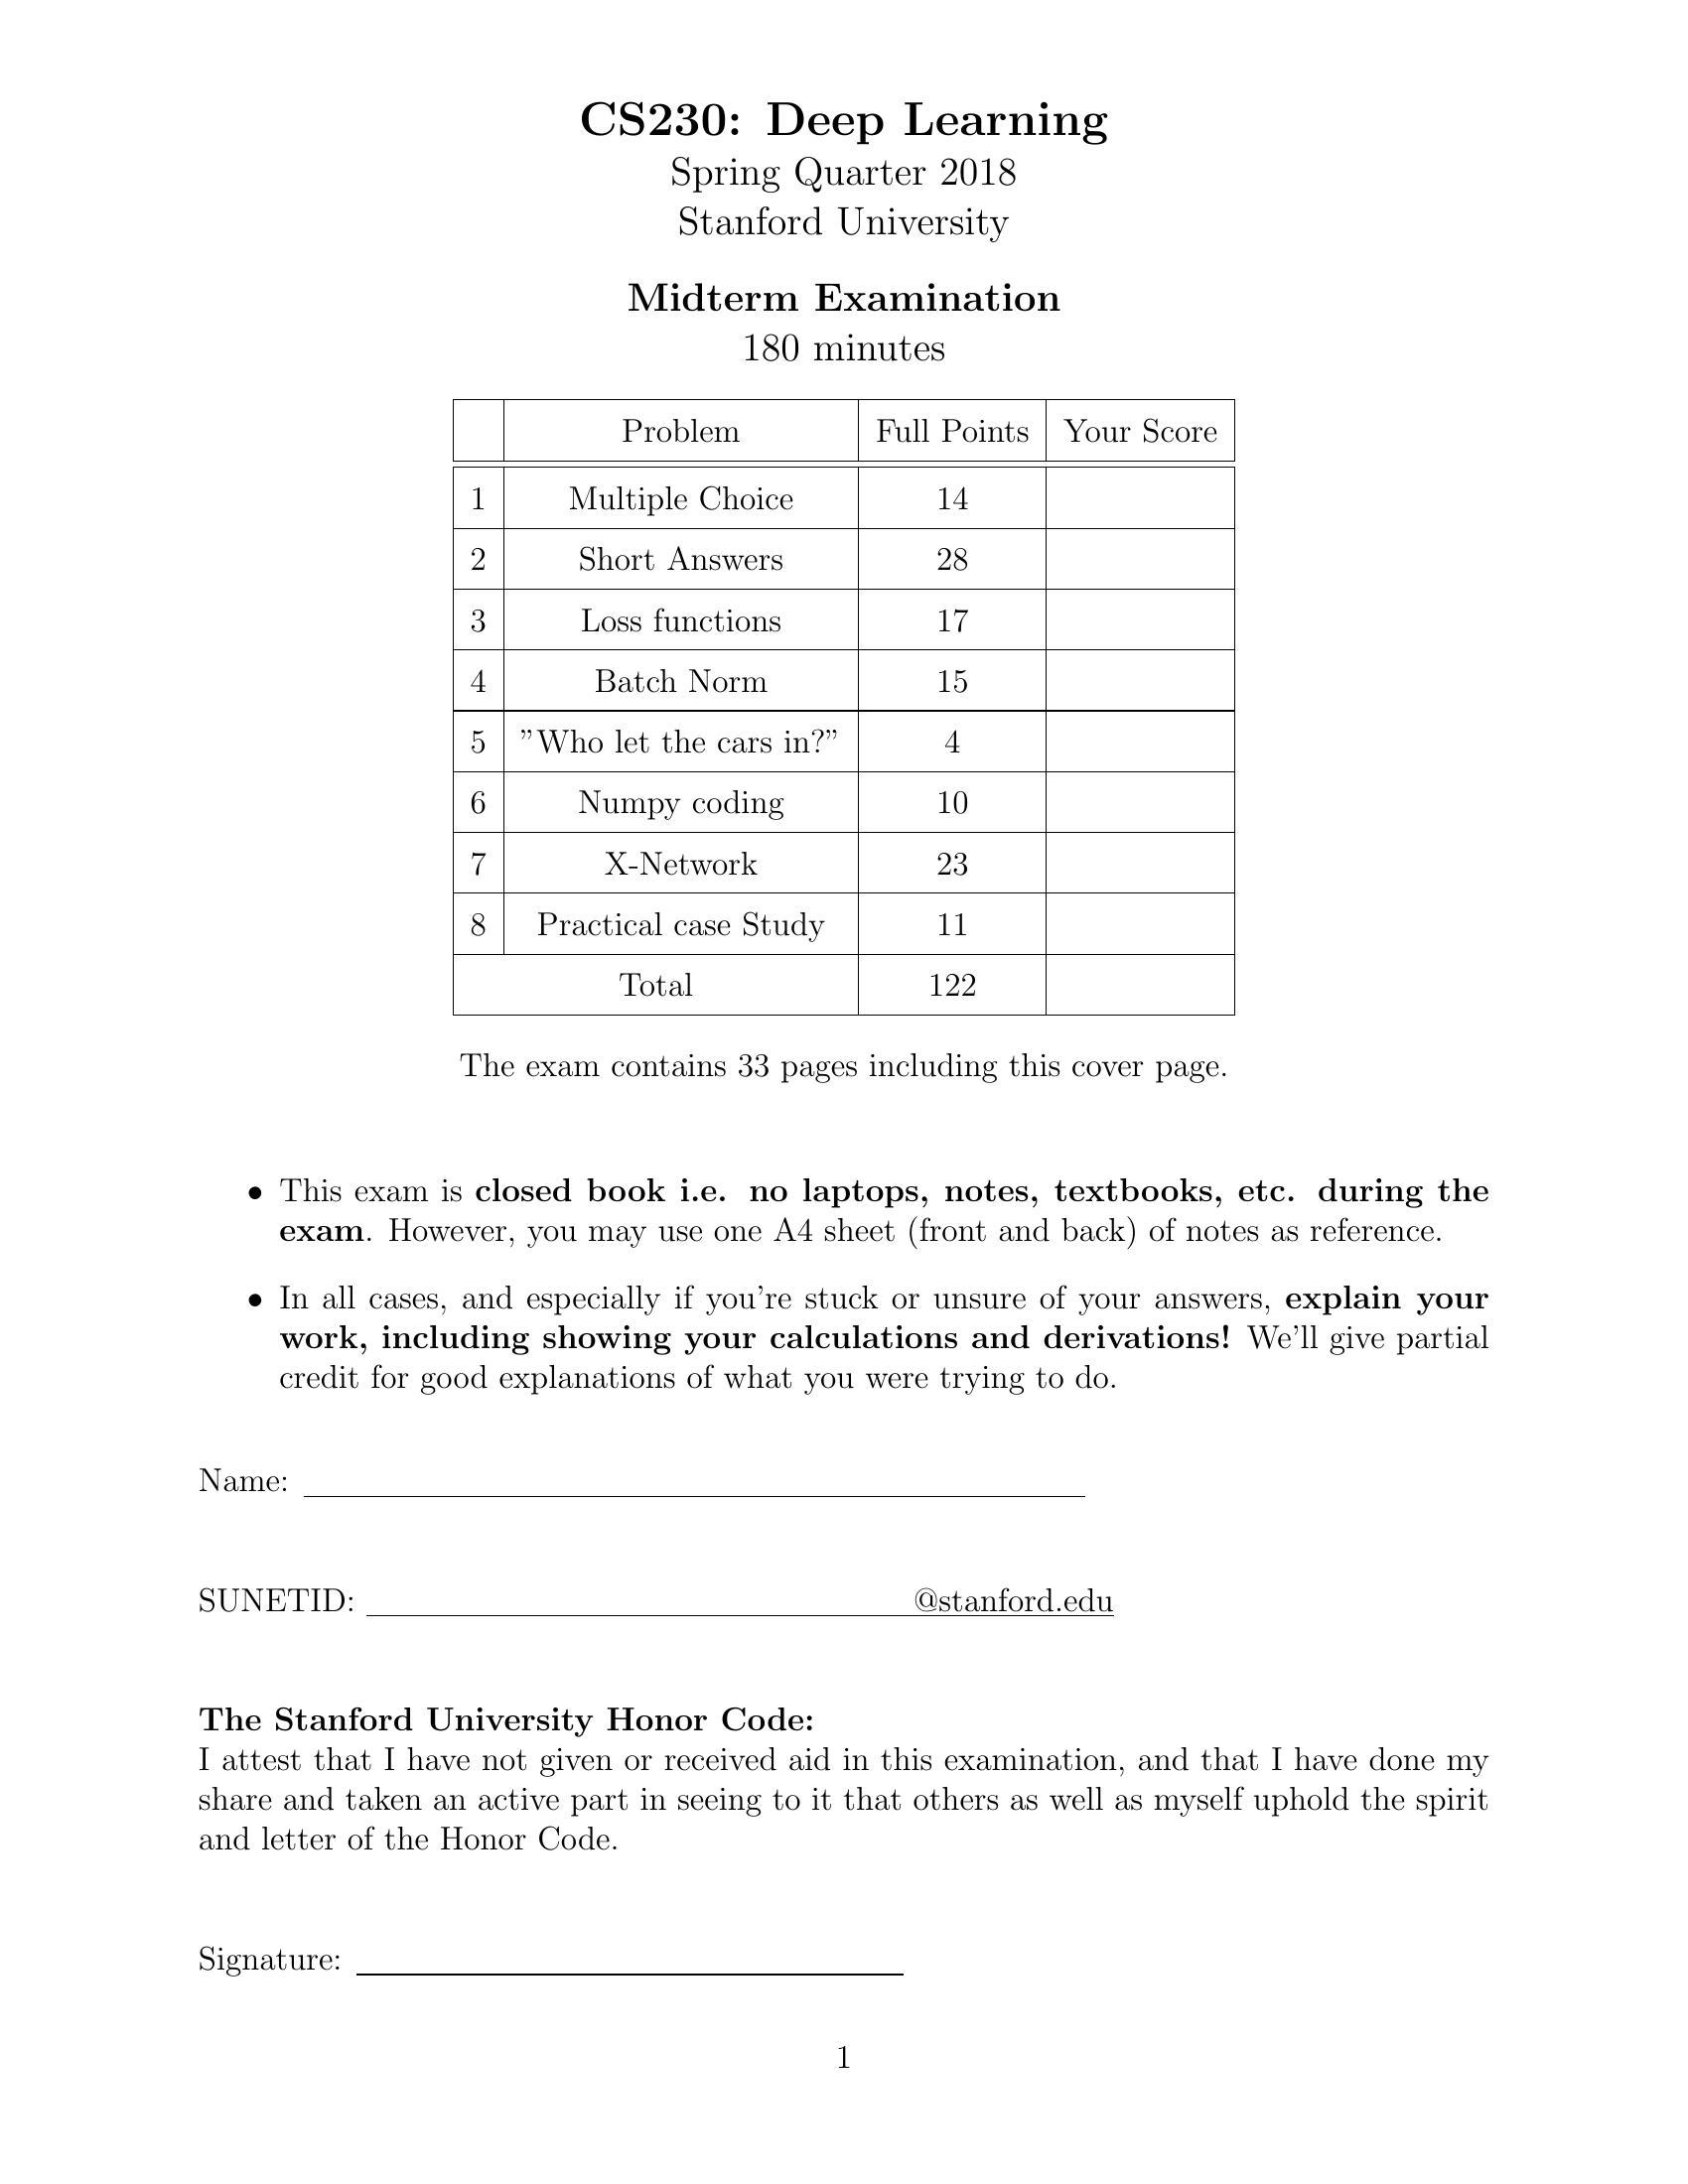 CS230: Deep Learning
Spring Quarter 2018
Stanford University
Midterm Examination
180 minutes
Problem Full Points Your Score
1 Multiple Choice 14
2 Short Answers 28
3 Loss functions 17
4 Batch Norm 15
5 ”Who let the cars in?” 4
6 Numpy coding 10
7 X-Network 23
8 Practical case Study 11
Total 122
The exam contains 33 pages including this cover page.
• This exam is closed book i.e. no laptops, notes, textbooks, etc. during the
exam. However, you may use one A4 sheet (front and back) of notes as reference.
• In all cases, and especially if you’re stuck or unsure of your answers, explain your
work, including showing your calculations and derivations! We’ll give partial
credit for good explanations of what you were trying to do.
Name:
SUNETID: @stanford.edu
The Stanford University Honor Code:
I attest that I have not given or received aid in this examination, and that I have done my
share and taken an active part in seeing to it that others as well as myself uphold the spirit
and letter of the Honor Code.
Signature:
1